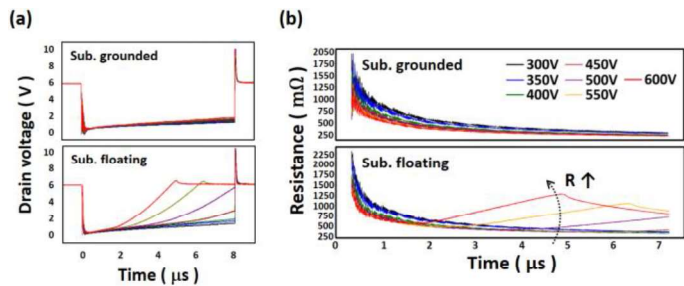 (a)
(b)
Drain voltage ( V )
10
8
6
4
2
0
Sub. grounded
10
8
6
4
2
0
Sub. floating
0
2
4
6
8
Time ( μs )
Resistance ( mΩ )
2050
1750
1500
1250
1000
750
500
250
Sub. grounded
300V
450V
350V
500V
600V
400V
550V
2250
2000
1750
1500
1250
1000
750
500
250
Sub. floating
R ↑
0
1
2
3
4
5
6
7
Time ( μs )